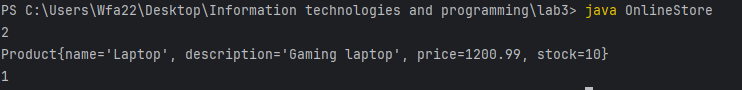 PS C:\Users\Wfa22\Desktop\Information technologies and programming\lab3> java OnlineStore
2
Product{name='Laptop', description='Gaming laptop', price=1200.99, stock=10}
1